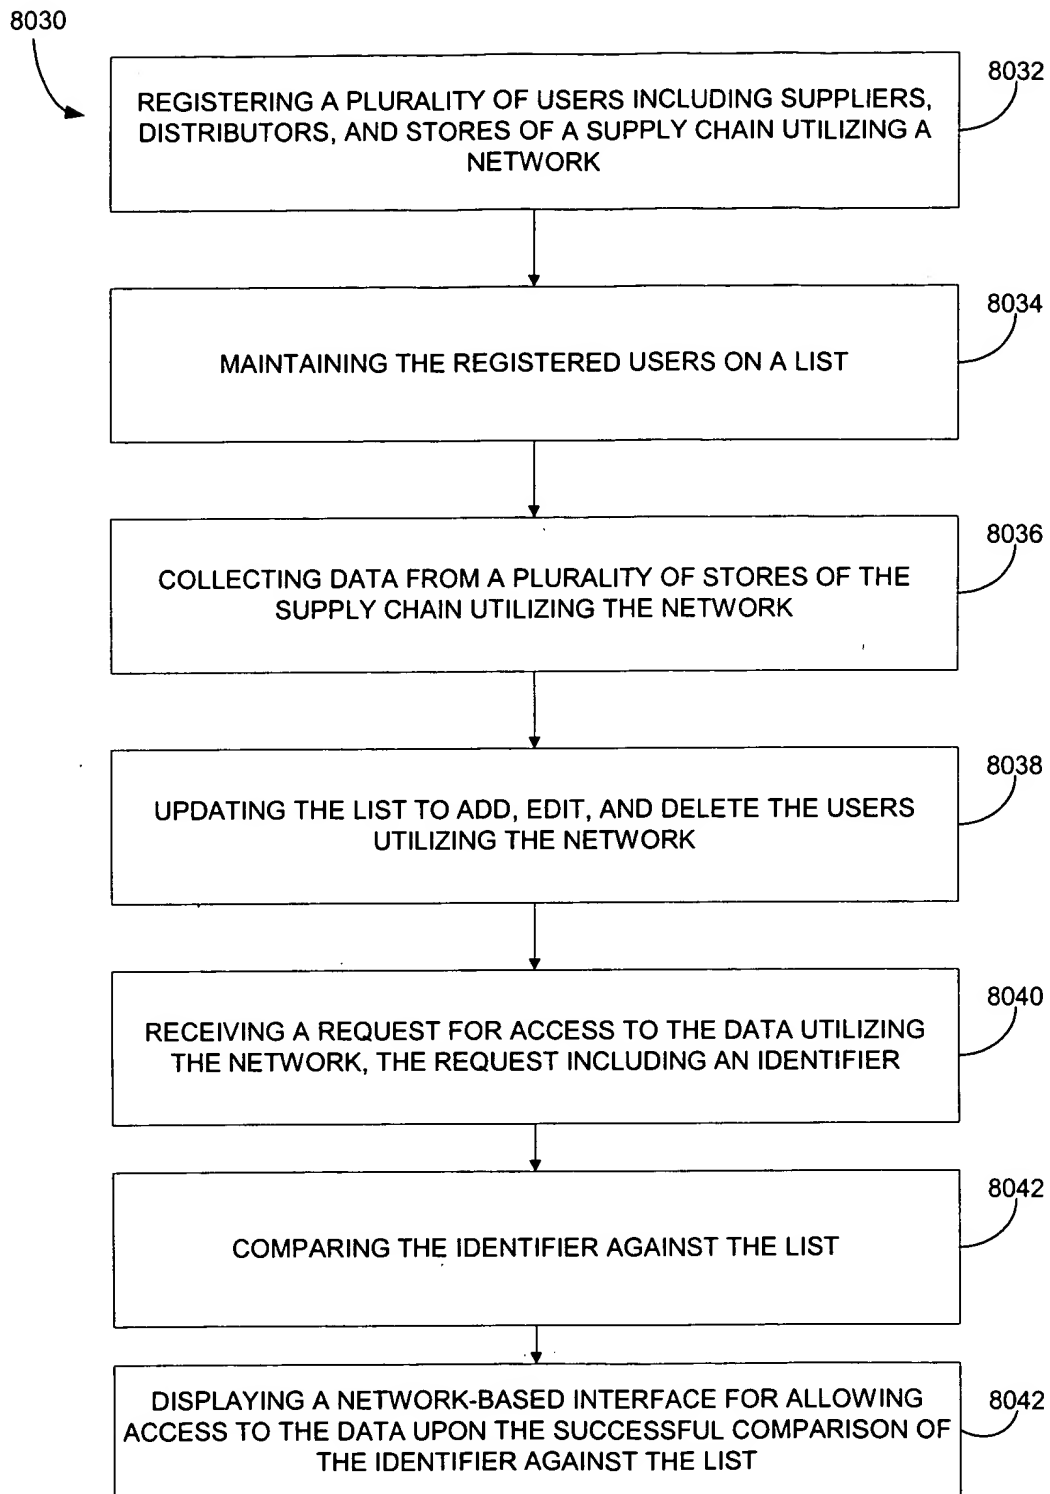 8030
8032
REGISTERING A PLURALITY OF USERS INCLUDING SUPPLIERS,
DISTRIBUTORS, AND STORES OF A SUPPLY CHAIN UTILIZING A
NETWORK
8034
MAINTAINING THE REGISTERED USERS ON A LIST
8036
COLLECTING DATA FROM A PLURALITY OF STORES OF THE
SUPPLY CHAIN UTILIZING THE NETWORK
8038
UPDATING THE LIST TO ADD, EDIT, AND DELETE THE USERS
UTILIZING THE NETWORK
8040
RECEIVING A REQUEST FOR ACCESS TO THE DATA UTILIZING
THE NETWORK, THE REQUEST INCLUDING AN IDENTIFIER
8042
COMPARING THE IDENTIFIER AGAINST THE LIST
8042
DISPLAYING A NETWORK-BASED INTERFACE FOR ALLOWING
ACCESS TO THE DATA UPON THE SUCCESSFUL COMPARISON OF
THE IDENTIFIER AGAINST THE LIST